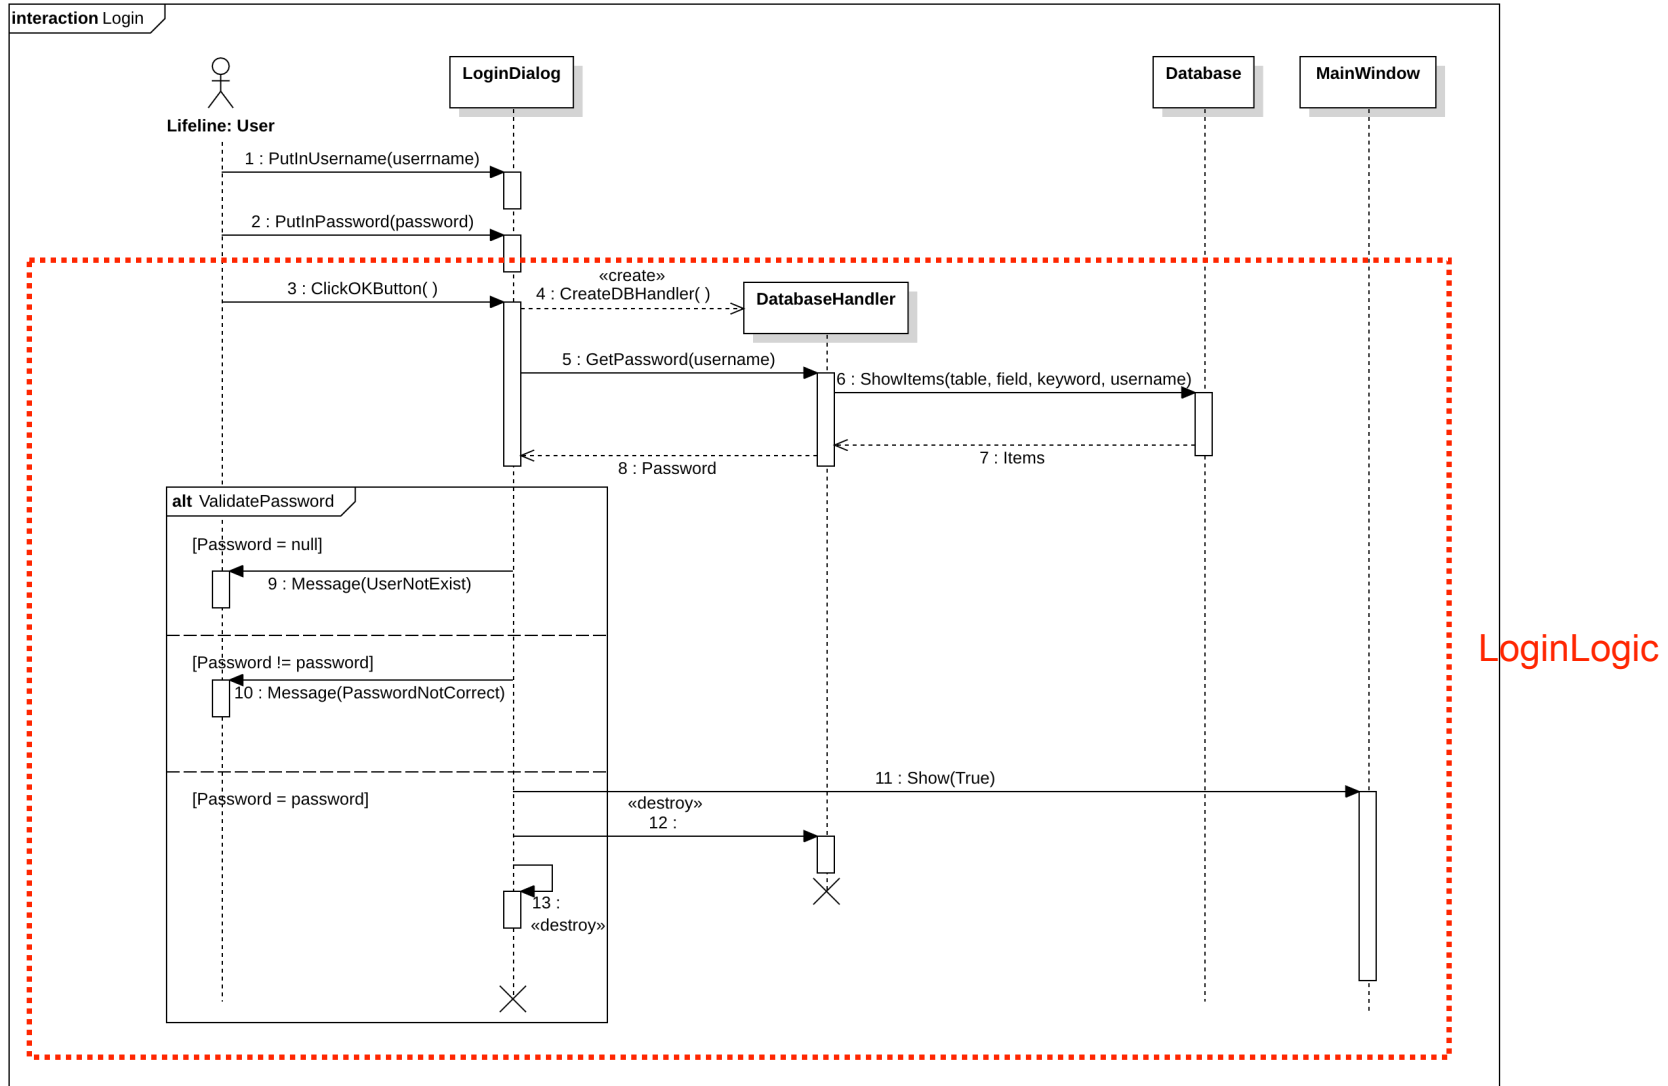 interaction Login
LoginDialog
Database
MainWindow
Lifeline: User
1 : PutInUsername(userrname)
2 : PutInPassword(password)
«create»
3 : ClickOKButton( )
4 : CreateDBHandler( )
DatabaseHandler
5 : GetPassword(username)
6 : ShowItems(table, field, keyword, username)
7 : Items
8 : Password
alt ValidatePassword
[Password = null]
9 : Message(UserNotExist)
LoginLogic
[Password != password]
10 : Message(PasswordNotCorrect)
11 : Show(True)
[Password = password]
«destroy»
12 :
13 :
«destroy»